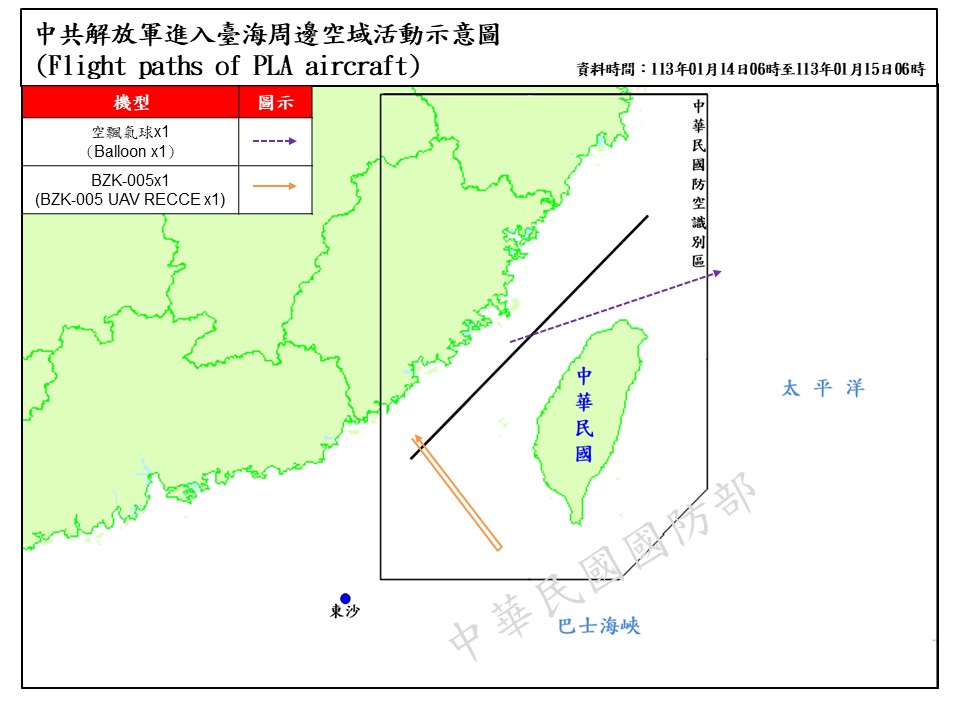 中共解放軍進入臺海周邊空域活動示意圖
(Flight paths of PLA aircraft)
資料時間：113年01月14日06時至113年01月15日06時
機型
圖示
空飄氣球x1
（Balloon x1）
BZK-005x1
(BZK-005 UAV RECCE x1)
中華民國防空識別區
中華民國
太平洋
東沙
巴士海峽
中華民國國防部